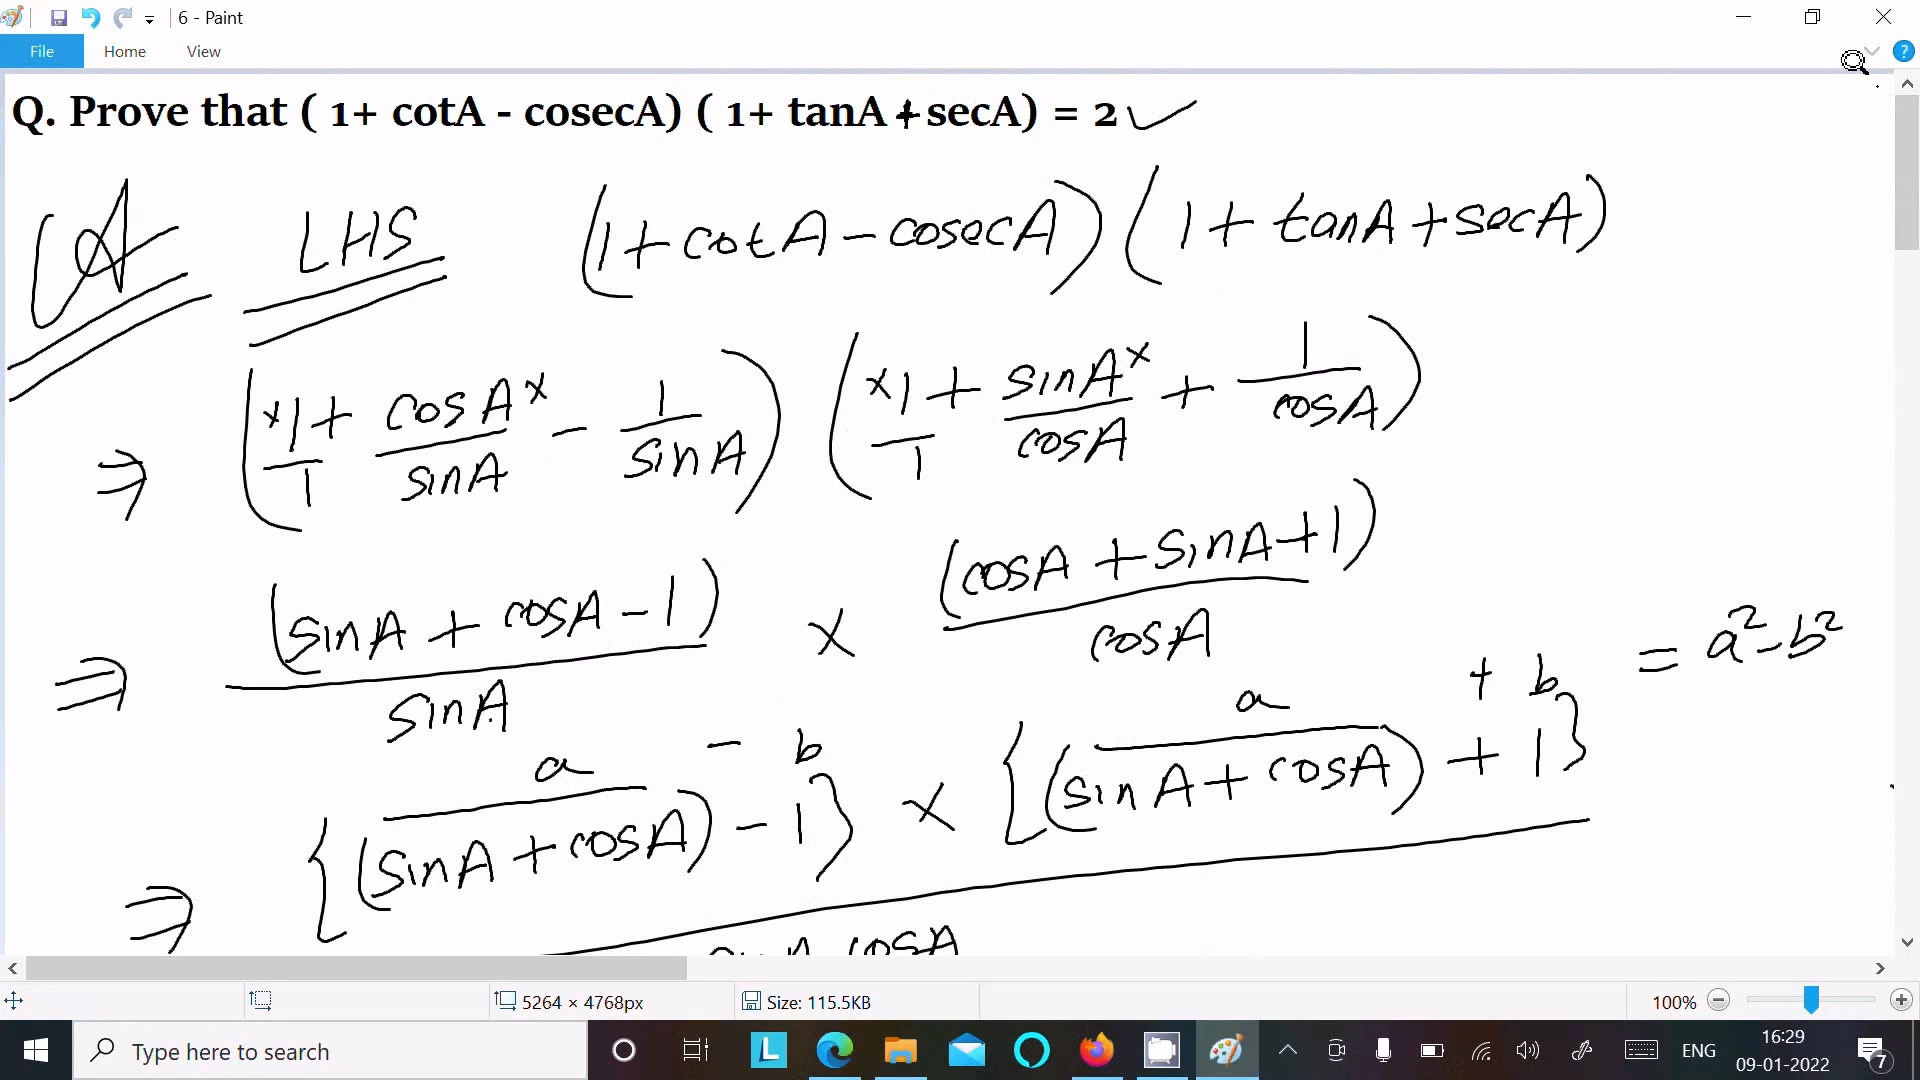 6 - Paint
File Home View
Q. Prove that ( 1+ cotA - cosecA) ( 1+ tanA + secA) = 2 ✓
LHS (1 + cotA - cosecA) (1 + tanA + secA)
⇒ (1/1 + cosA/sinA - 1/sinA) (1/1 + sinA/cosA + 1/cosA)
⇒ (sinA + cosA - 1)/sinA × (cosA + sinA + 1)/cosA
a - b a + b = a² - b²
⇒ {(sinA + cosA) - 1} × {(sinA + cosA) + 1}
cosA
5264 × 4768px Size: 115.5KB 100%
Type here to search
L
ENG
16:29
09-01-2022
7